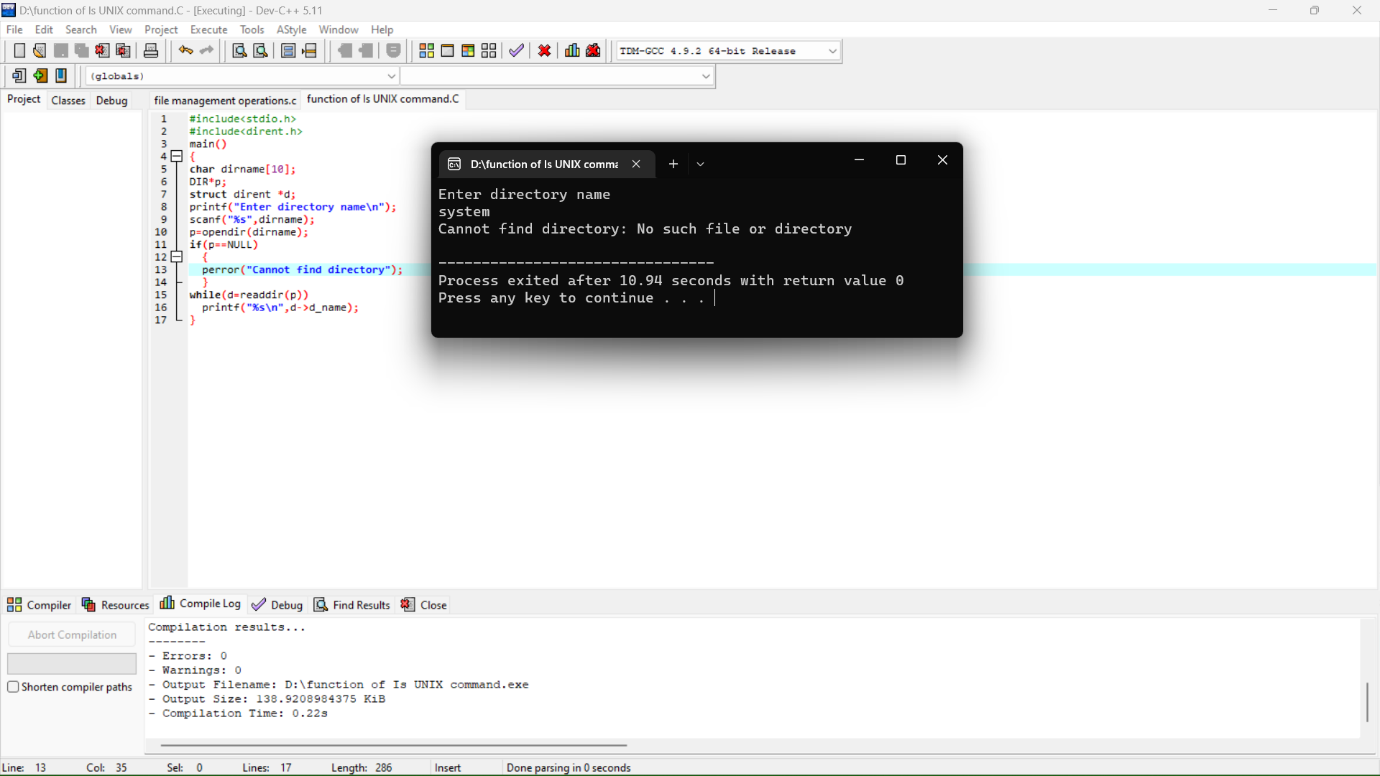 D:\function of Is UNIX command.C - [Executing] - Dev-C++ 5.11
File Edit Search View Project Execute Tools AStyle Window Help
TDM-GCC 4.9.2 64-bit Release
(globals)
Project Classes Debug
file management operations.c function of Is UNIX command.C
1 #include<stdio.h>
2 #include<dirent.h>
3 main()
4 {
5 char dirname[10];
6 DIR*p;
7 struct dirent *d;
8 printf("Enter directory name\n");
9 scanf("%s",dirname);
10 p=opendir(dirname);
11 if(p==NULL)
12 {
13 perror("Cannot find directory");
14 }
15 while(d=readdir(p))
16 printf("%s\n",d->d_name);
17 }
D:\function of Is UNIX comma
Enter directory name
system
Cannot find directory: No such file or directory
--------------------------------
Process exited after 10.94 seconds with return value 0
Press any key to continue . . .
Compiler Resources Compile Log Debug Find Results Close
Abort Compilation
Shorten compiler paths
Compilation results...
--------
- Errors: 0
- Warnings: 0
- Output Filename: D:\function of Is UNIX command.exe
- Output Size: 138.9208984375 KiB
- Compilation Time: 0.22s
Line: 13 Col: 35 Sel: 0 Lines: 17 Length: 286 Insert Done parsing in 0 seconds